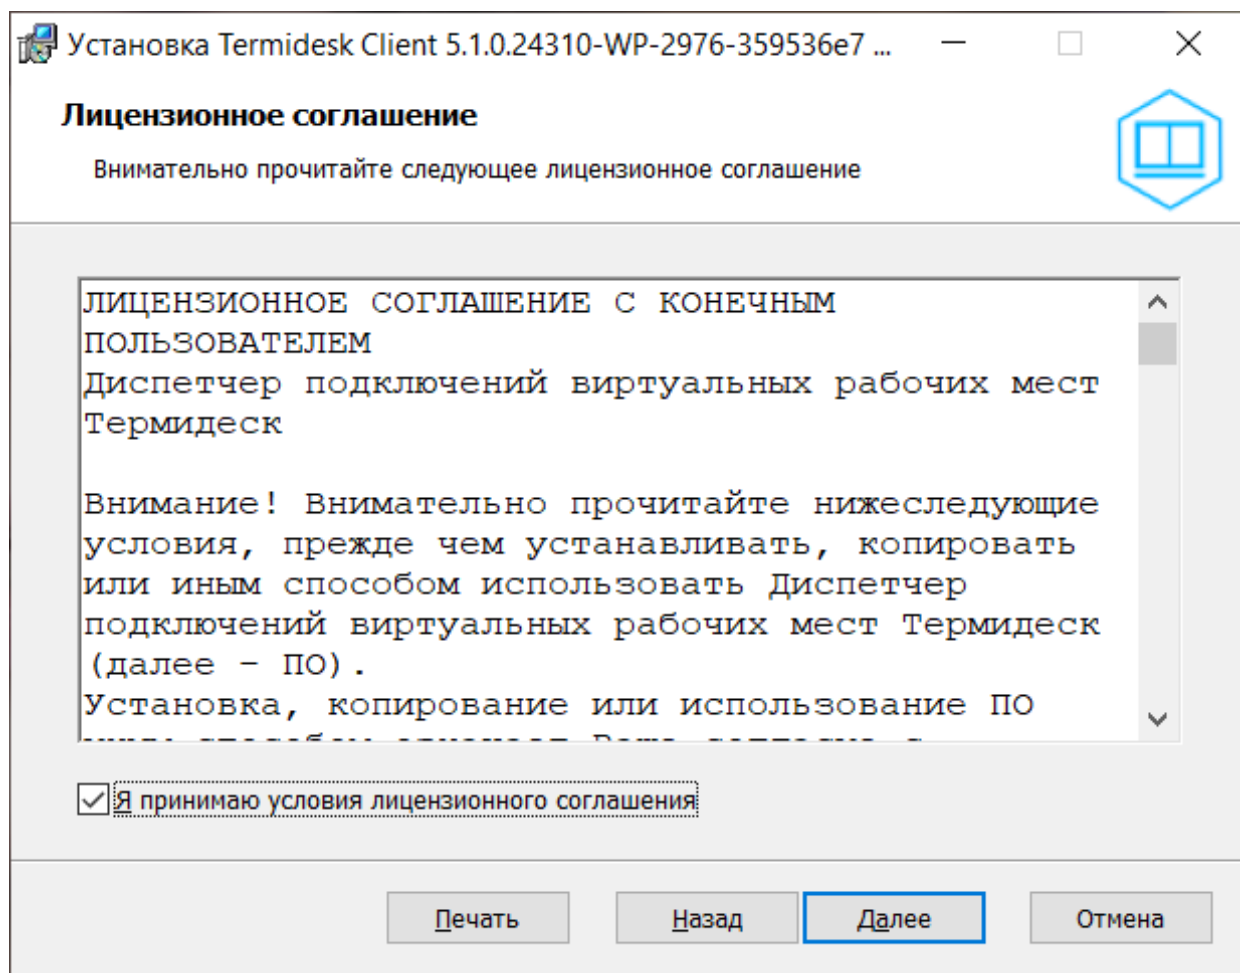 Установка Termidesk Client 5.1.0.24310-WP-2976-359536e7 ...
Лицензионное соглашение
Внимательно прочитайте следующее лицензионное соглашение
ЛИЦЕНЗИОННОЕ СОГЛАШЕНИЕ С КОНЕЧНЫМ
ПОЛЬЗОВАТЕЛЕМ
Диспетчер подключений виртуальных рабочих мест
Термидеск
Внимание! Внимательно прочитайте нижеследующие
условия, прежде чем устанавливать, копировать
или иным способом использовать Диспетчер
подключений виртуальных рабочих мест Термидеск
(далее – ПО).
Установка, копирование или использование ПО
Я принимаю условия лицензионного соглашения
Печать
Назад
Далее
Отмена